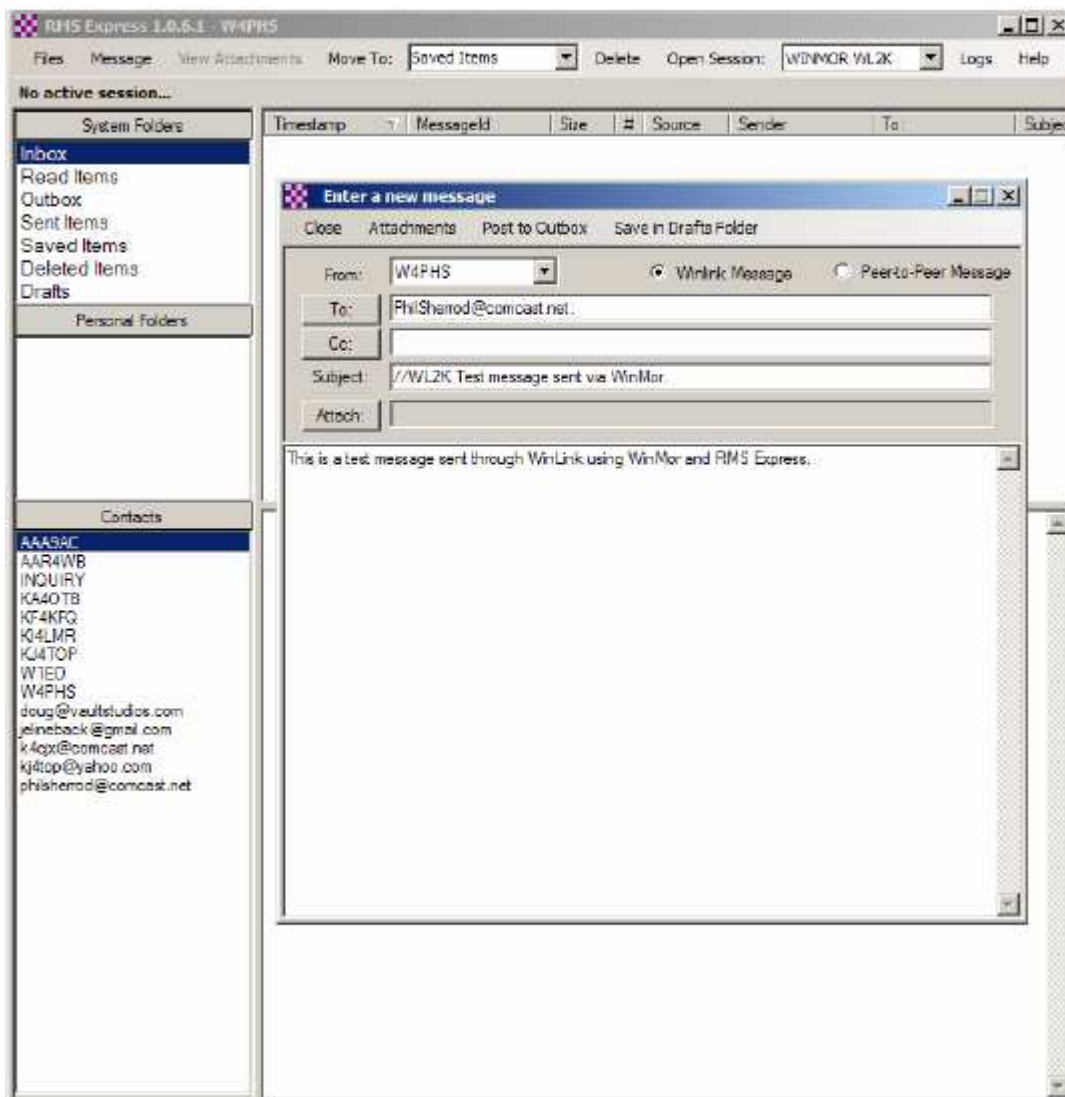 RMS Express 1.0.6.1 - W4PHS
Files Message View Attachments Move To: Saved Items Delete Open Session: WINMOR WL2K Logs Help
No active session...
System Folders
Inbox
Read Items
Outbox
Sent Items
Saved Items
Deleted Items
Drafts
Personal Folders
Contacts
AAA9AC
AAR4WB
INQUIRY
KA4OTB
KF4KFQ
KI4LMR
KJ4TOP
W1ED
W4PHS
doug@vaultstudios.com
jelineback@gmail.com
k4qx@comcast.net
kj4top@yahoo.com
philsherrod@comcast.net
Timestamp MessageId Size # Source Sender To Subjec
Enter a new message
Close Attachments Post to Outbox Save in Drafts Folder
From: W4PHS Winlink Message Peer-to-Peer Message
To: PhilSherrod@comcast.net;
Cc:
Subject: //WL2K Test message sent via WinMor
Attach:
This is a test message sent through WinLink using WinMor and RMS Express.